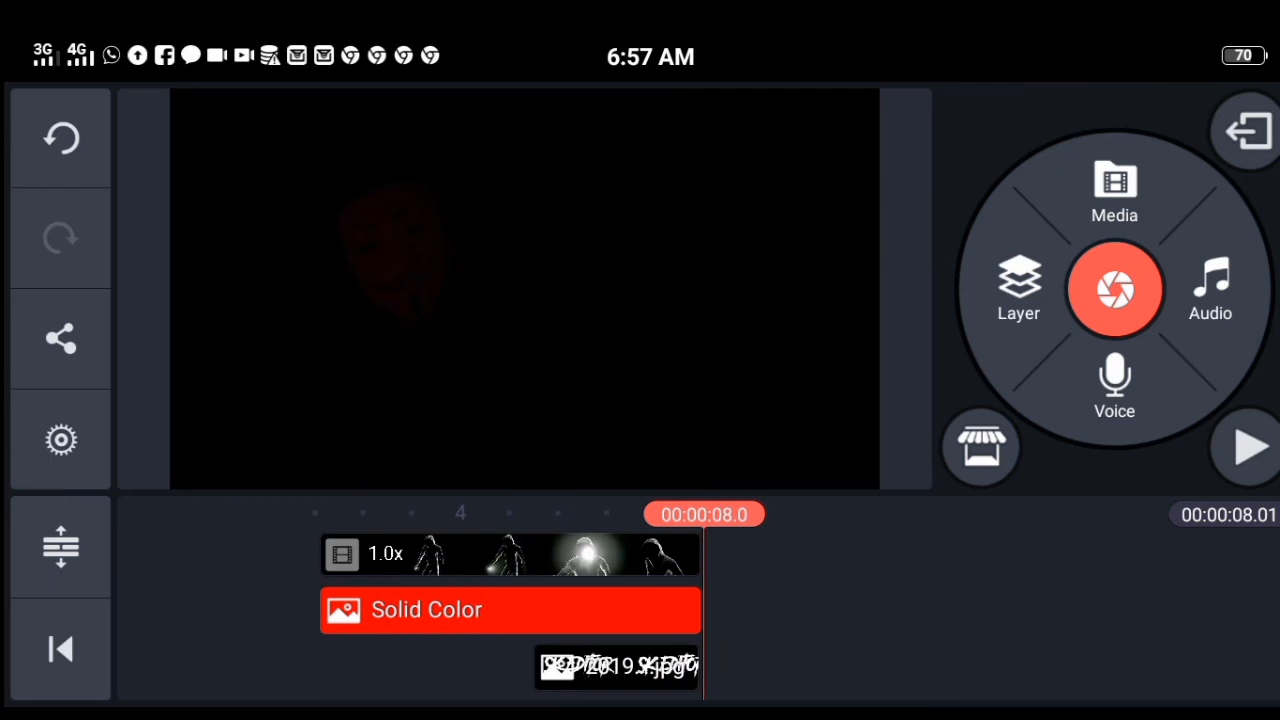 3G 4G 6:57 AM 70
Media
Layer
Audio
Voice
4 00:00:08.0 00:00:08.01
1.0x
Solid Color